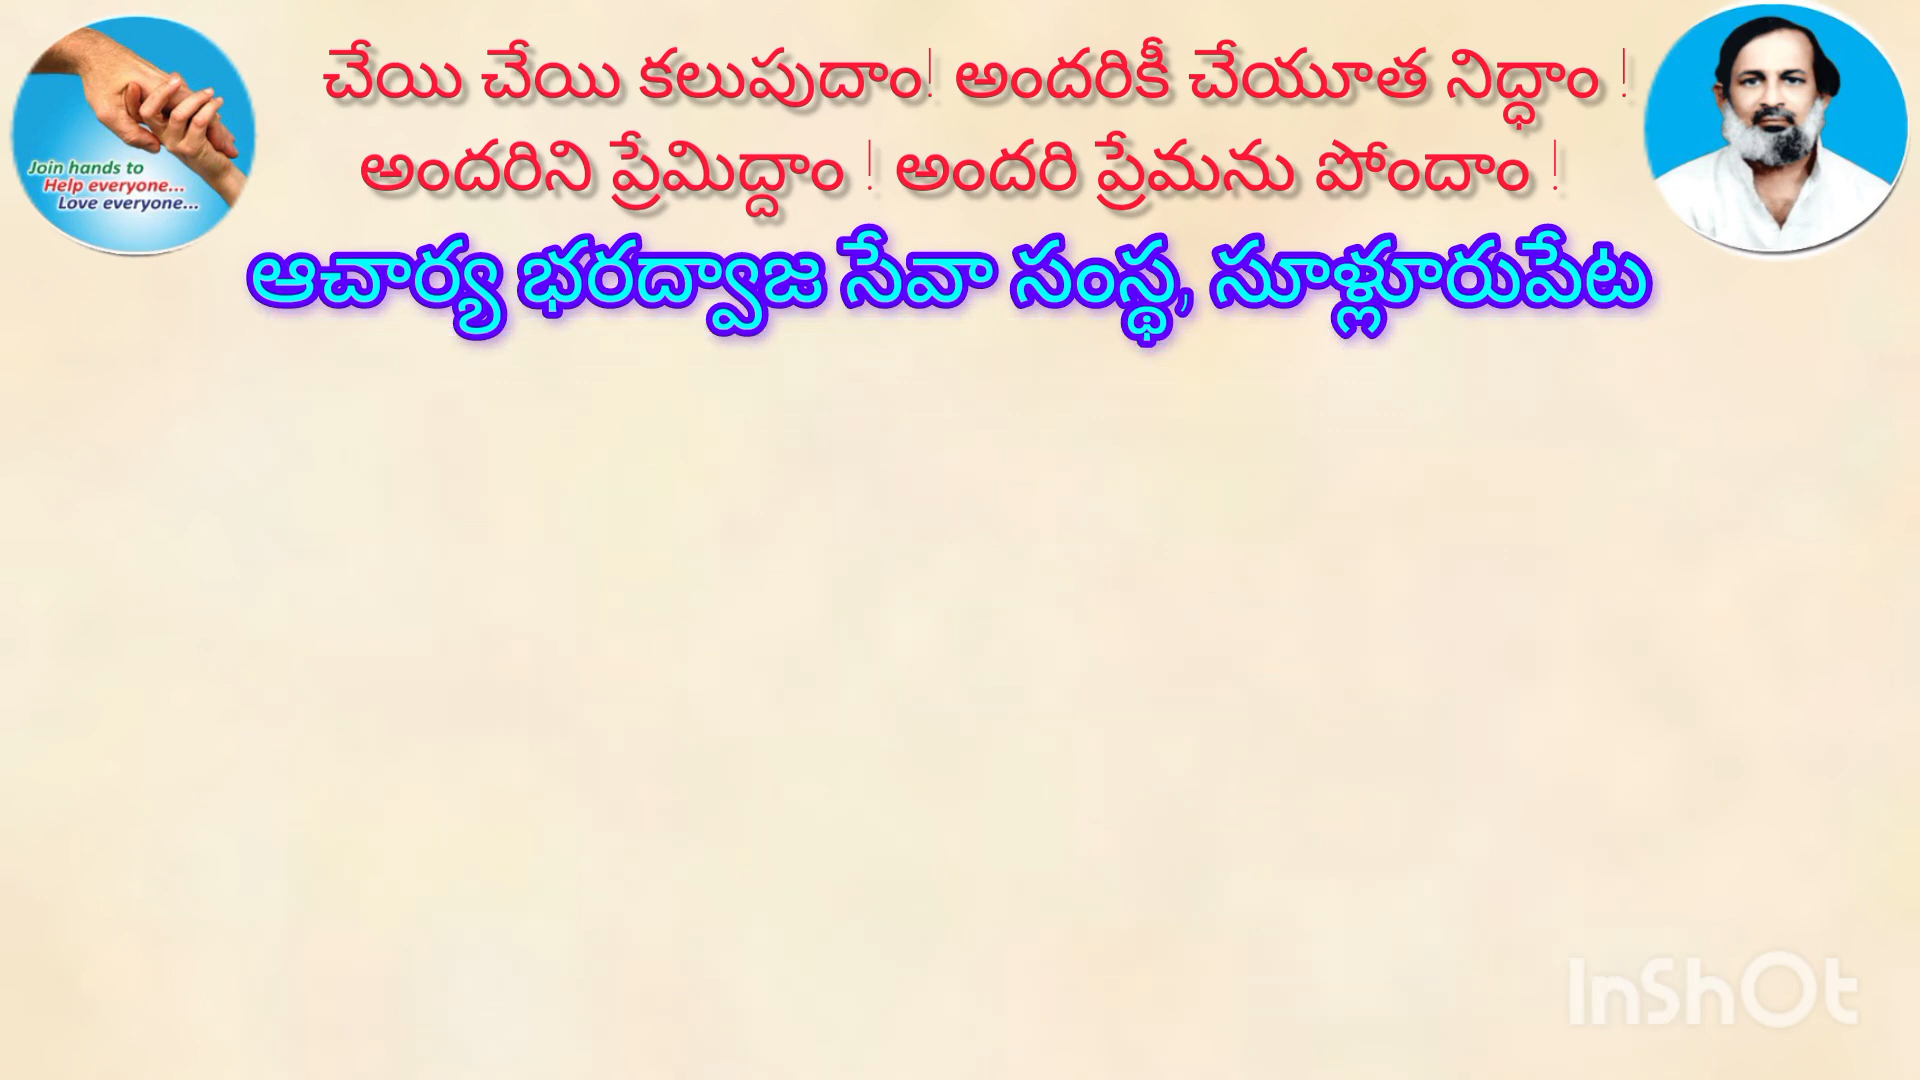 చేయి చేయి కలుపుదాం! అందరికీ చేయూత నిద్ధాం !
అందరిని ప్రేమిద్దాం ! అందరి ప్రేమను పోందాం !
ఆచార్య భరద్వాజ సేవా సంస్థ, సూళ్లూరుపేట
Join hands to
Help everyone...
Love everyone...
InShOt